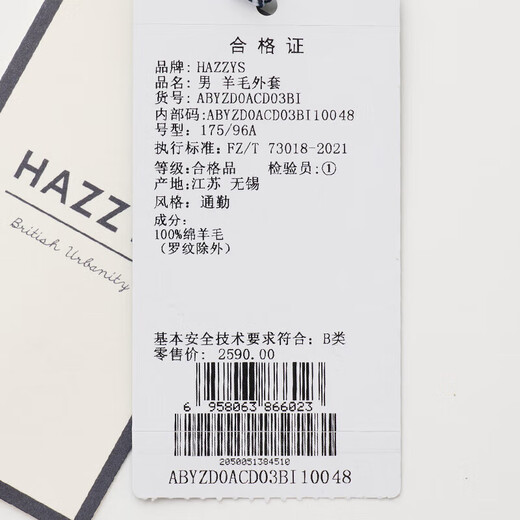 合格证
品牌: HAZZYS
品名: 男 羊毛外套
货号: ABYZD0ACD03BI
内部码:ABYZD0ACD03BI10048
号型: 175/96A
执行标准: FZ/T 73018-2021
等级:合格品 检验员:①
产地:江苏 无锡
风格: 通勤
成分:
100%绵羊毛
(罗纹除外)
基本安全技术要求符合: B类
零售价: 2590.00
6 958063 866023
2050051384510
ABYZD0ACD03BI10048
HAZZ
British Urbanity